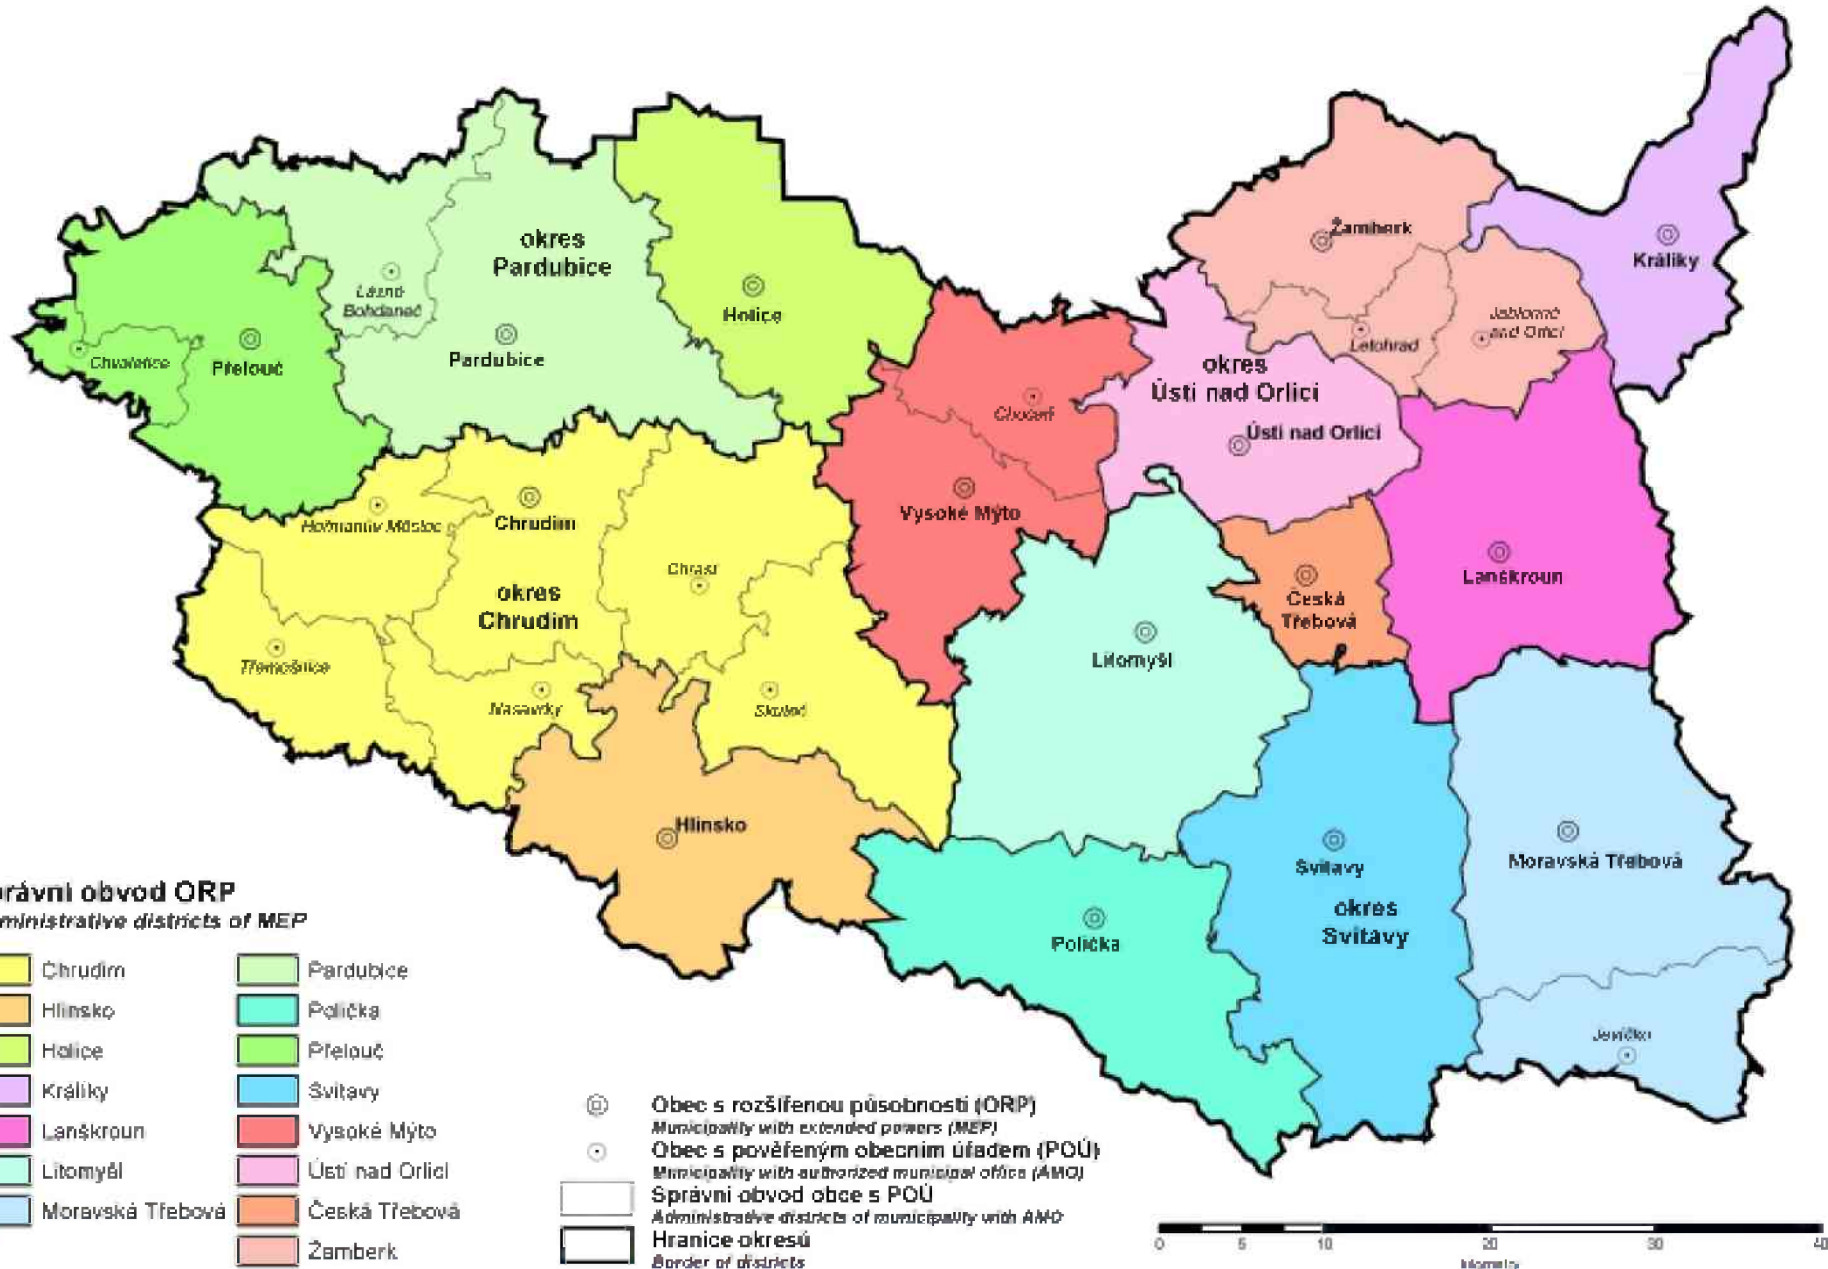 Žamberk
Králíky
okres
Pardubice
Lázně
Bohdaneč
Holice
Jablonné
nad Orlicí
Letohrad
Chvaletice
Přelouč
Pardubice
okres
Ústí nad Orlicí
Choceň
Ústí nad Orlicí
Heřmanův Městec
Chrudim
Vysoké Mýto
Chrast
Lanškroun
okres
Chrudim
Česká
Třebová
Třemošnice
Litomyšl
Nasavrky
Skuteč
Hlinsko
Svitavy
Moravská Třebová
okres
Svitavy
Polička
Jevíčko
právní obvod ORP
ministrative districts of MEP
Chrudim
Hlinsko
Holice
Králíky
Lanškroun
Litomyšl
Moravská Třebová
Pardubice
Polička
Přelouč
Svitavy
Vysoké Mýto
Ústí nad Orlicí
Česká Třebová
Žamberk
Obec s rozšířenou působností (ORP)
Municipality with extended powers (MEP)
Obec s pověřeným obecním úřadem (POÚ)
Municipality with authorized municipal office (AMO)
Správní obvod obce s POÚ
Administrative districts of municipality with AMO
Hranice okresů
Border of districts
0 5 10 20 30 40